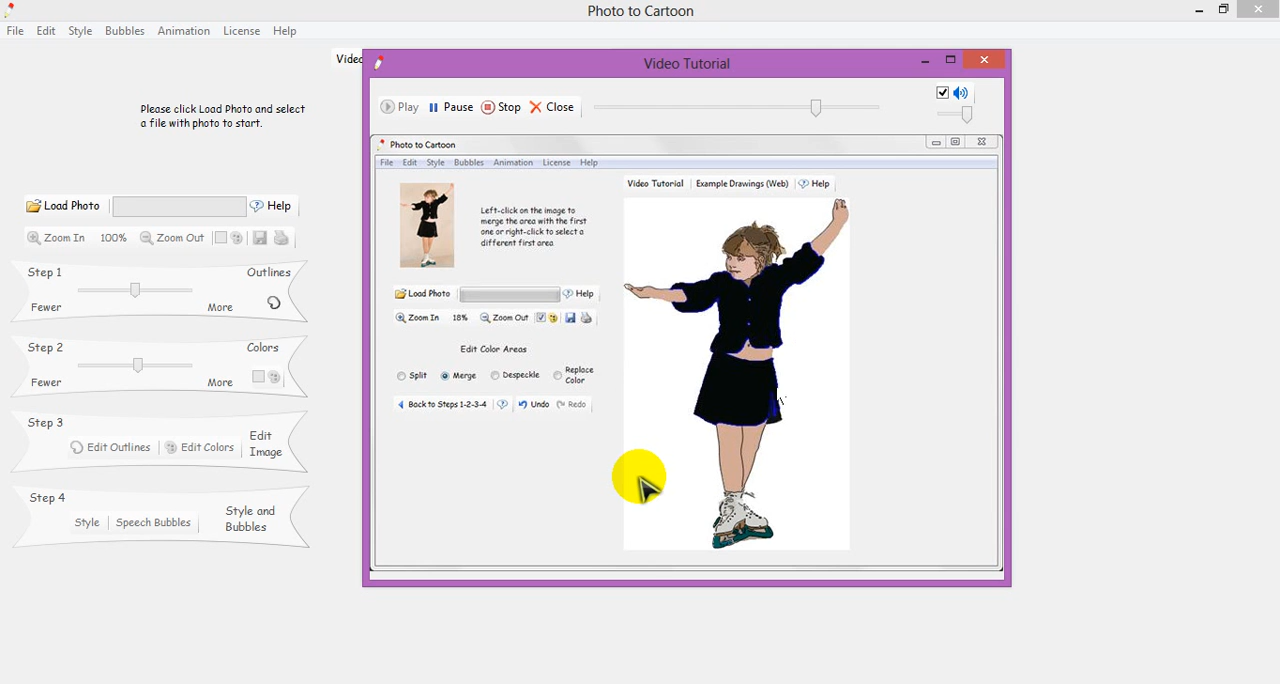 Photo to Cartoon
File Edit Style Bubbles Animation License Help
Video
Please click Load Photo and select
a file with photo to start.
Load Photo Help
Zoom In 100% Zoom Out
Step 1 Outlines
Fewer More
Step 2 Colors
Fewer More
Step 3
Edit Outlines Edit Colors Edit
Image
Step 4
Style Speech Bubbles Style and
Bubbles
Video Tutorial
Play Pause Stop Close
Photo to Cartoon
File Edit Style Bubbles Animation License Help
Video Tutorial Example Drawings (Web) Help
Left-click on the image to
merge the area with the first
one or right-click to select a
different first area
Load Photo Help
Zoom In 18% Zoom Out
Edit Color Areas
Split Merge Despeckle Replace
Color
Back to Steps 1-2-3-4 Undo Redo